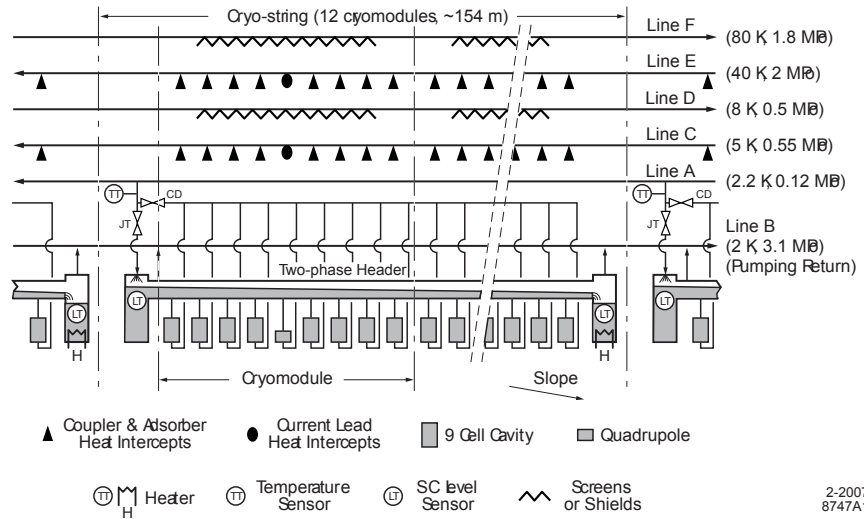 Cryo-string (12 cryomodules, ~154 m)
Line F
(80 K, 1.8 MPa)
Line E
(40 K, 2 MPa)
Line D
(8 K, 0.5 MPa)
Line C
(5 K, 0.55 MPa)
Line A
(2.2 K, 0.12 MPa)
TT
CD
TT
CD
JT
JT
Line B
(2 K, 3.1 MPa)
(Pumping Return)
Two-phase Header
LT
LT
LT
LT
H
H
Cryomodule
Slope
Coupler & Adsorber
Heat Intercepts
Current Lead
Heat Intercepts
9 Cell Cavity
Quadrupole
TT
H
Heater
TT
Temperature
Sensor
LT
SC level
Sensor
Screens
or Shields
2-2007
8747A1